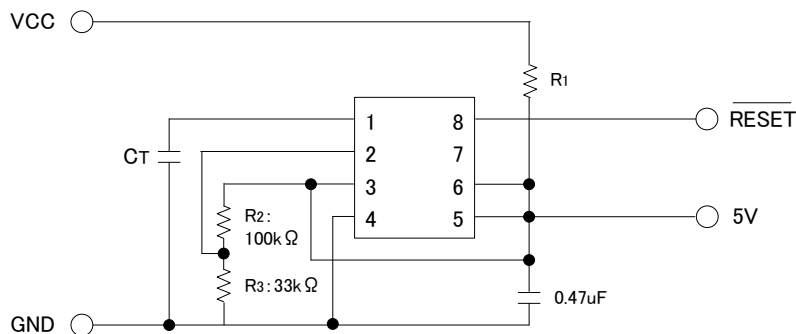 VCC
R1
1 8
RESET
CT
2 7
3 6
R2:
100kΩ
4 5
5V
R3:33kΩ
0.47uF
GND